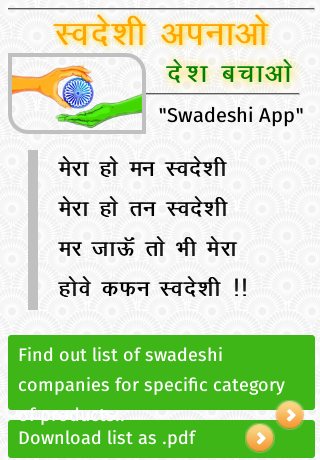 स्वदेशी अपनाओ
देश बचाओ
"Swadeshi App"
मेरा हो मन स्वदेशी
मेरा हो तन स्वदेशी
मर जाऊँ तो भी मेरा
होवे कफन स्वदेशी !!
Find out list of swadeshi
companies for specific category
of products..
Download list as .pdf